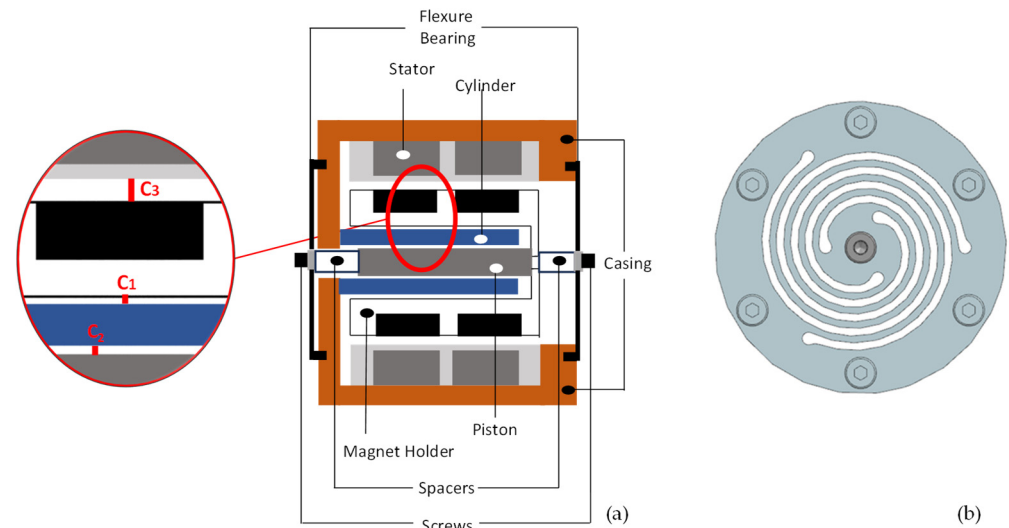 Flexure
Bearing
Stator
Cylinder
C3
C1
C2
Casing
Piston
Magnet Holder
Spacers
Screws
(a)
(b)